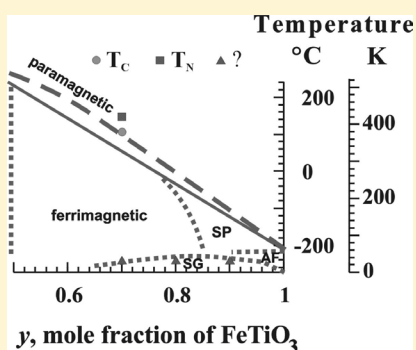 Temperature
● T_C ■ T_N ▲ ? °C K
paramagnetic
200
400
0
ferrimagnetic
200
SP
-200
AF
SG
0
0.6 0.8 1
y, mole fraction of FeTiO₃